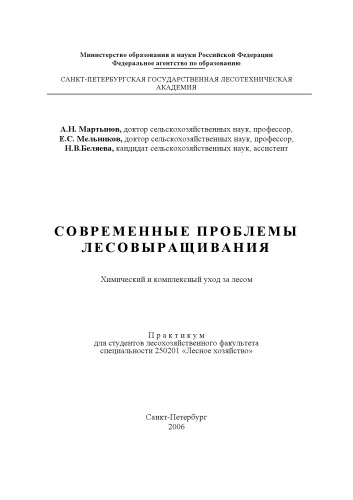 Министерство образования и науки Российской Федерации
Федеральное агентство по образованию
САНКТ-ПЕТЕРБУРГСКАЯ ГОСУДАРСТВЕННАЯ ЛЕСОТЕХНИЧЕСКАЯ
АКАДЕМИЯ
А.Н. Мартынов, доктор сельскохозяйственных наук, профессор,
Е.С. Мельников, доктор сельскохозяйственных наук, профессор,
Н.В.Беляева, кандидат сельскохозяйственных наук, ассистент
СОВРЕМЕННЫЕ ПРОБЛЕМЫ
ЛЕСОВЫРАЩИВАНИЯ
Химический и комплексный уход за лесом
Практикум
для студентов лесохозяйственного факультета
специальности 250201 «Лесное хозяйство»
Санкт-Петербург
2006